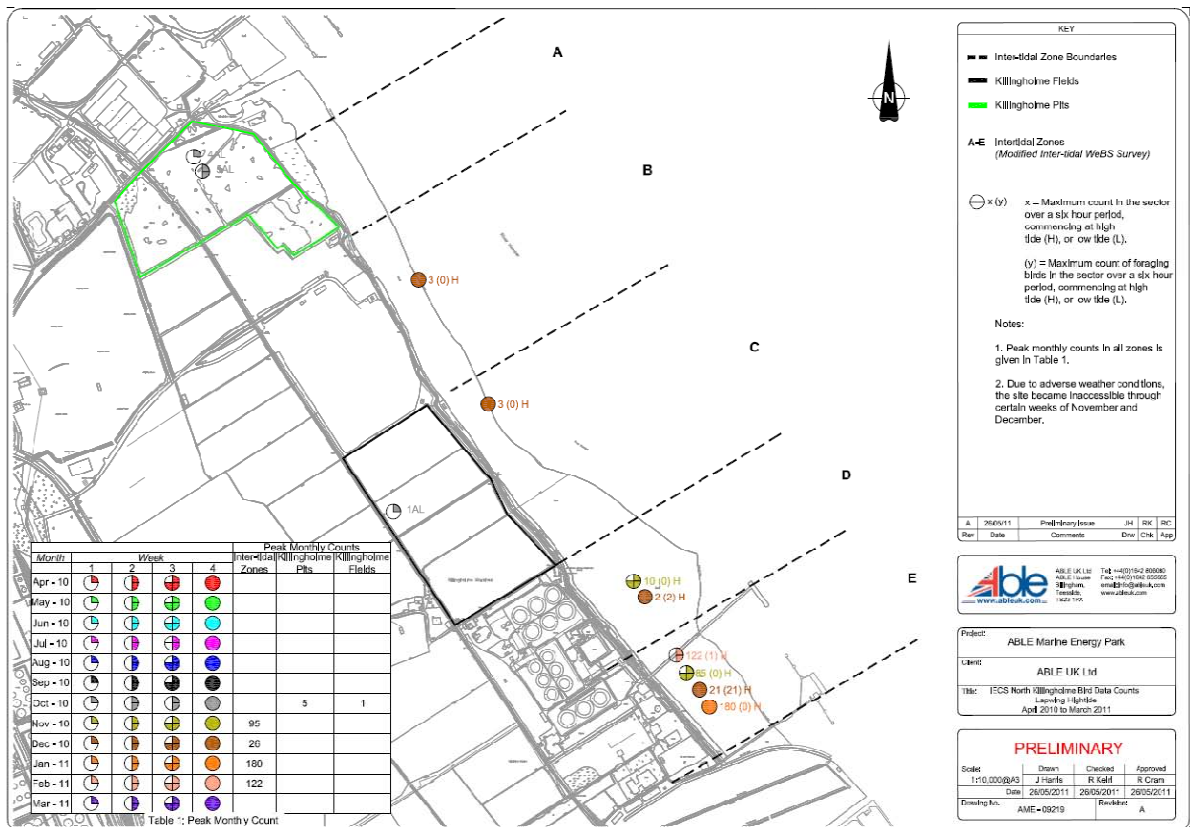 A
B
C
D
E
N
4AL
5AL
3 (0) H
3 (0) H
1AL
10 (0) H
2 (2) H
122 (1) H
85 (0) H
21 (21) H
180 (0) H
KEY
Inter-tidal Zone Boundaries
Killingholme Fields
Killingholme Pits
A-E Intertidal Zones
(Modified Inter-tidal WeBS Survey)
x (y) x = Maximum count in the sector
over a six hour period,
commencing at high
tide (H), or low tide (L).
(y) = Maximum count of foraging
birds in the sector over a six hour
period, commencing at high
tide (H), or low tide (L).
Notes:
1. Peak monthly counts in all zones is
given in Table 1.
2. Due to adverse weather conditions,
the site became inaccessible through
certain weeks of November and
December.
A 26/05/11 Preliminary Issue JH RK RC
Rev Date Comments Drw Chk App
Able
www.ableuk.com
ABLE UK Ltd
ABLE House
Billingham,
Teesside,
Project:
ABLE Marine Energy Park
Client:
ABLE UK Ltd
Title: IECS North Killingholme Bird Data Counts
Lapwing Hightide
April 2010 to March 2011
PRELIMINARY
Scale: Drawn Checked Approved
1:10,000@A3 J Harris R Keirl R Cram
Date 26/05/2011 26/05/2011 26/05/2011
Drawing No. Revision:
AME - 09219 A
Peak Monthly Counts
Month Week Inter-tidal Killingholme Killingholme
1 2 3 4 Zones Pits Fields
Apr - 10
May - 10
Jun - 10
Jul - 10
Aug - 10
Sep - 10
Oct - 10 5 1
Nov - 10 95
Dec - 10 26
Jan - 11 180
Feb - 11 122
Mar - 11
Table 1: Peak Monthly Count